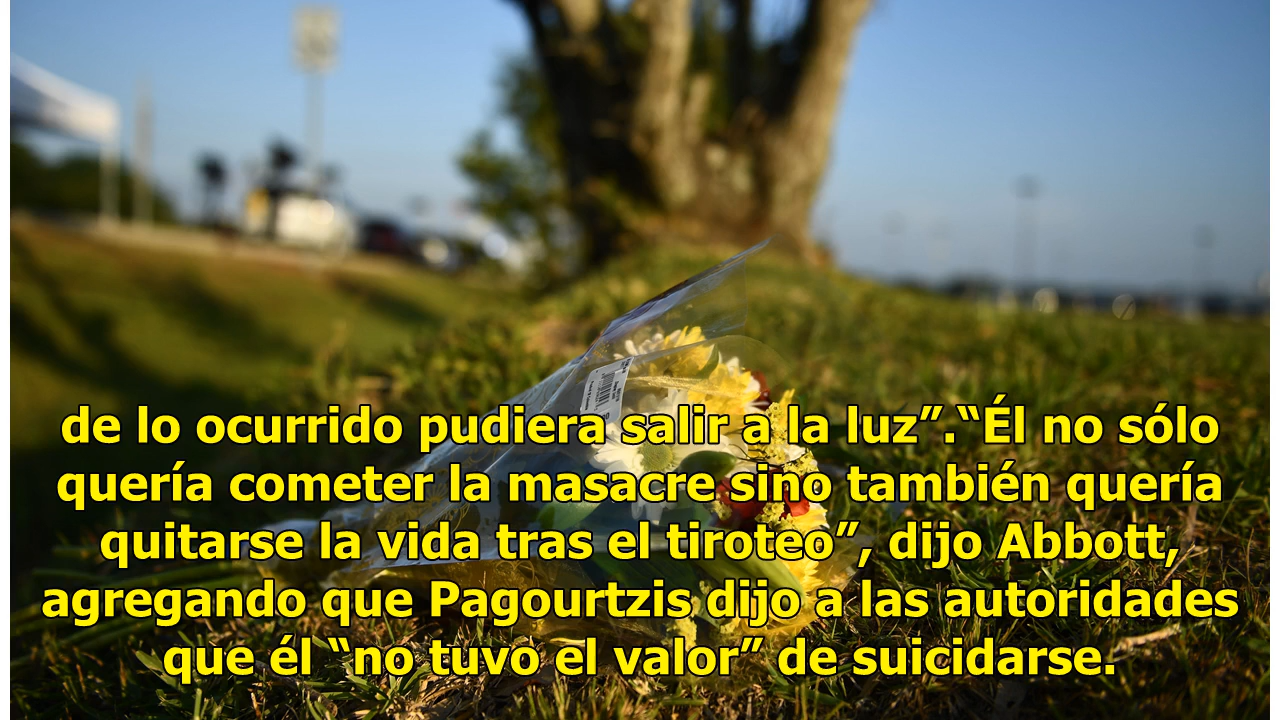 de lo ocurrido pudiera salir a la luz”.“Él no sólo
quería cometer la masacre sino también quería
quitarse la vida tras el tiroteo”, dijo Abbott,
agregando que Pagourtzis dijo a las autoridades
que él “no tuvo el valor” de suicidarse.